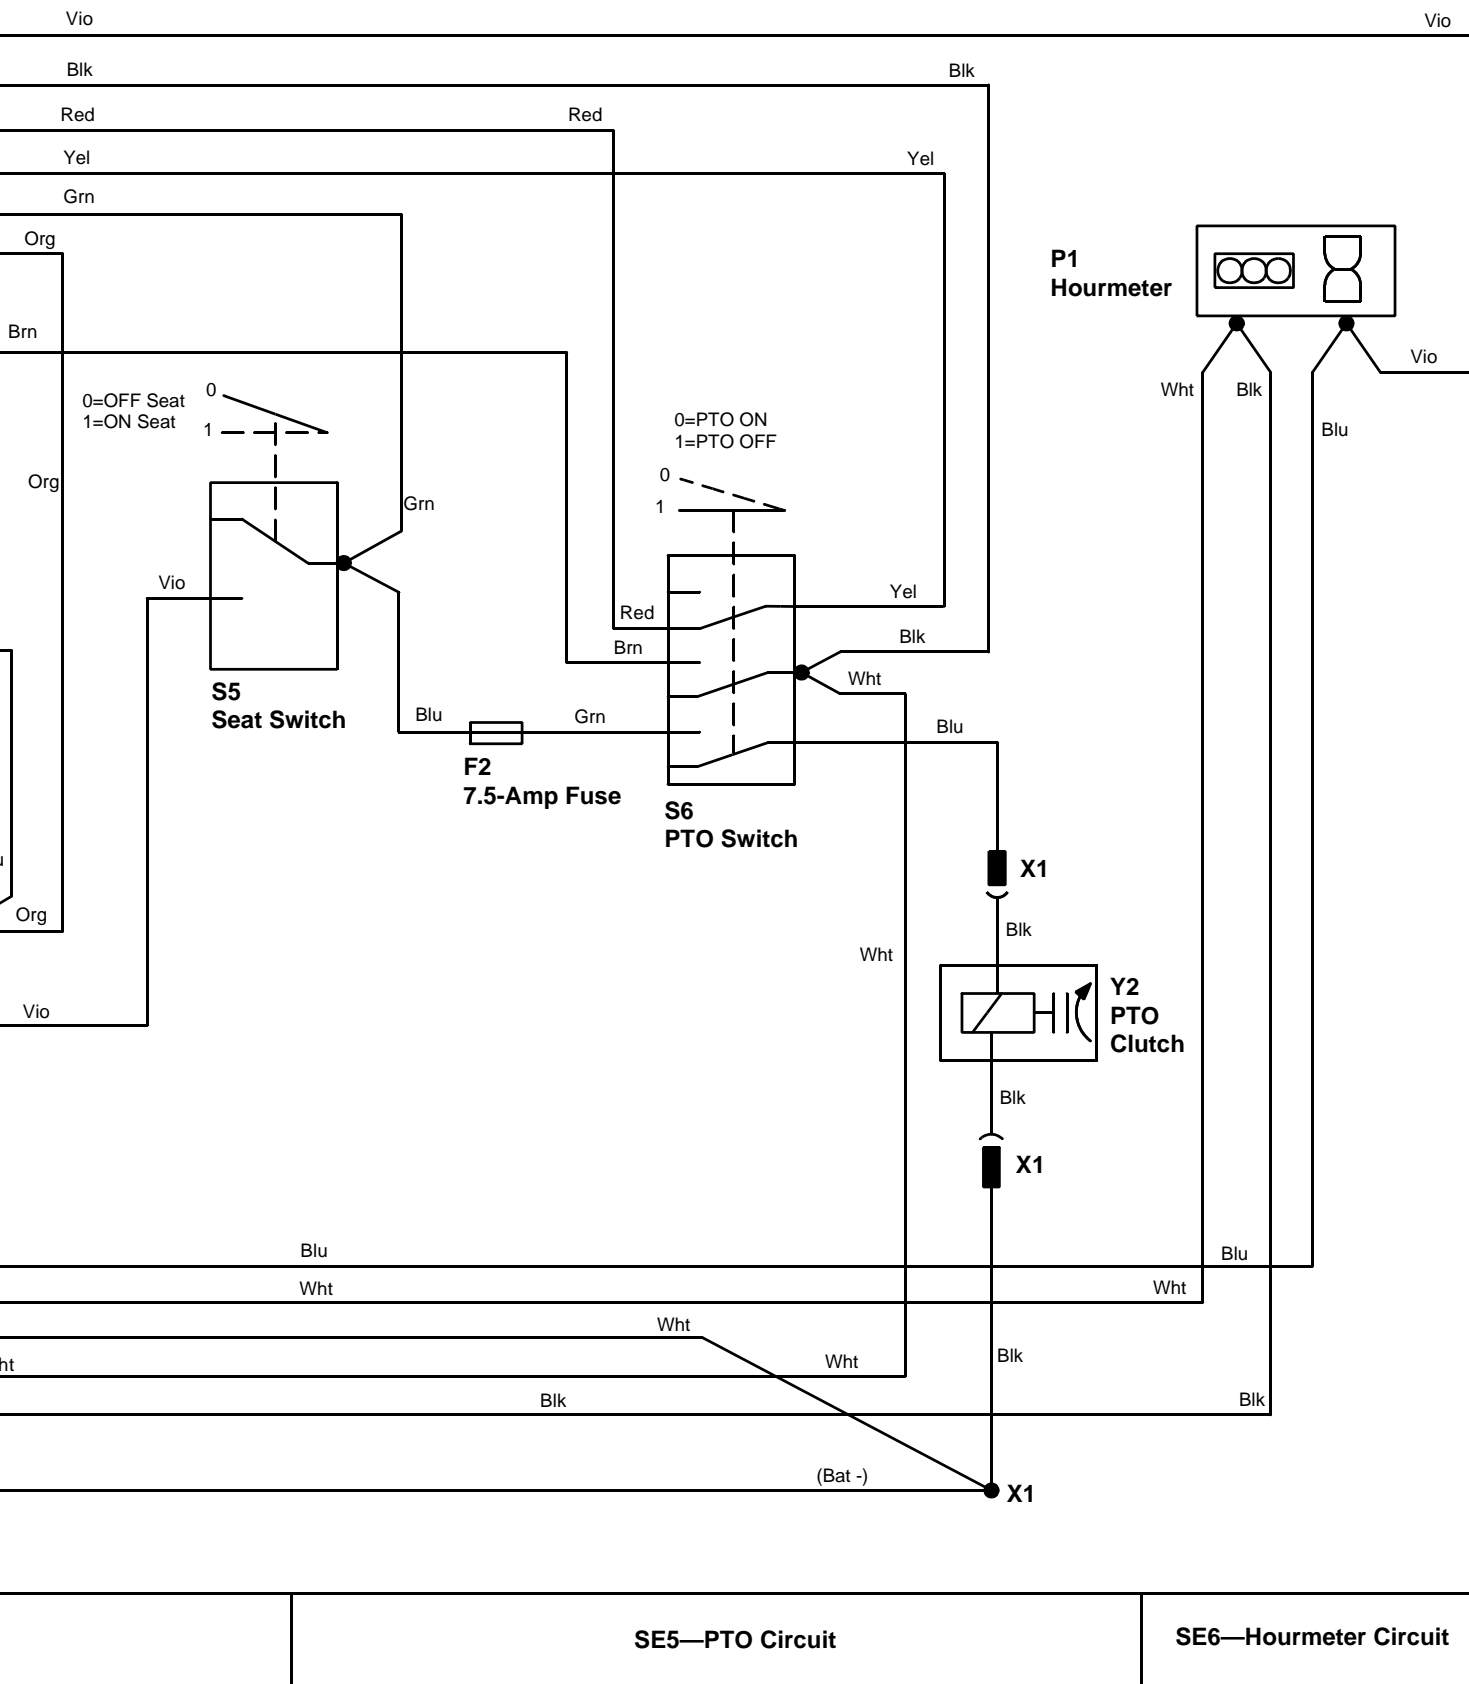 Vio
Vio
Blk
Blk
Red
Red
Yel
Yel
Grn
Org
P1
Hourmeter
Brn
Vio
0=OFF Seat
1=ON Seat
0
1
Wht
Blk
0=PTO ON
1=PTO OFF
Blu
0
1
Org
Grn
Vio
Yel
Red
Blk
Brn
Wht
S5
Seat Switch
Blu
Grn
Blu
F2
7.5-Amp Fuse
S6
PTO Switch
X1
Org
Blk
Wht
Y2
PTO
Clutch
Vio
Blk
X1
Blu
Blu
Wht
Wht
Wht
Wht
Blk
Blk
Blk
(Bat -)
X1
SE5—PTO Circuit
SE6—Hourmeter Circuit